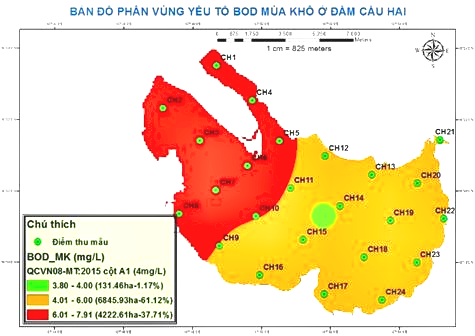 BẢN ĐỒ PHÂN VÙNG YẾU TỐ BOD MÙA KHÔ Ở ĐẦM CẦU HAI
0 875 1,750 3,500 5,250 7,000
Meters
1 cm = 825 meters
CH1
CH4
CH2
CH3
CH5
CH6
CH7
CH8
CH9
CH10
CH11
CH12
CH13
CH14
CH15
CH16
CH17
CH18
CH19
CH20
CH21
CH22
CH23
CH24
Chú thích
Điểm thu mẫu
BOD_MK (mg/L)
QCVN08-MT:2015 cột A1 (4mg/L)
3.80 - 4.00 (131.46ha-1.17%)
4.01 - 6.00 (6845.93ha-61.12%)
6.01 - 7.91 (4222.61ha-37.71%)